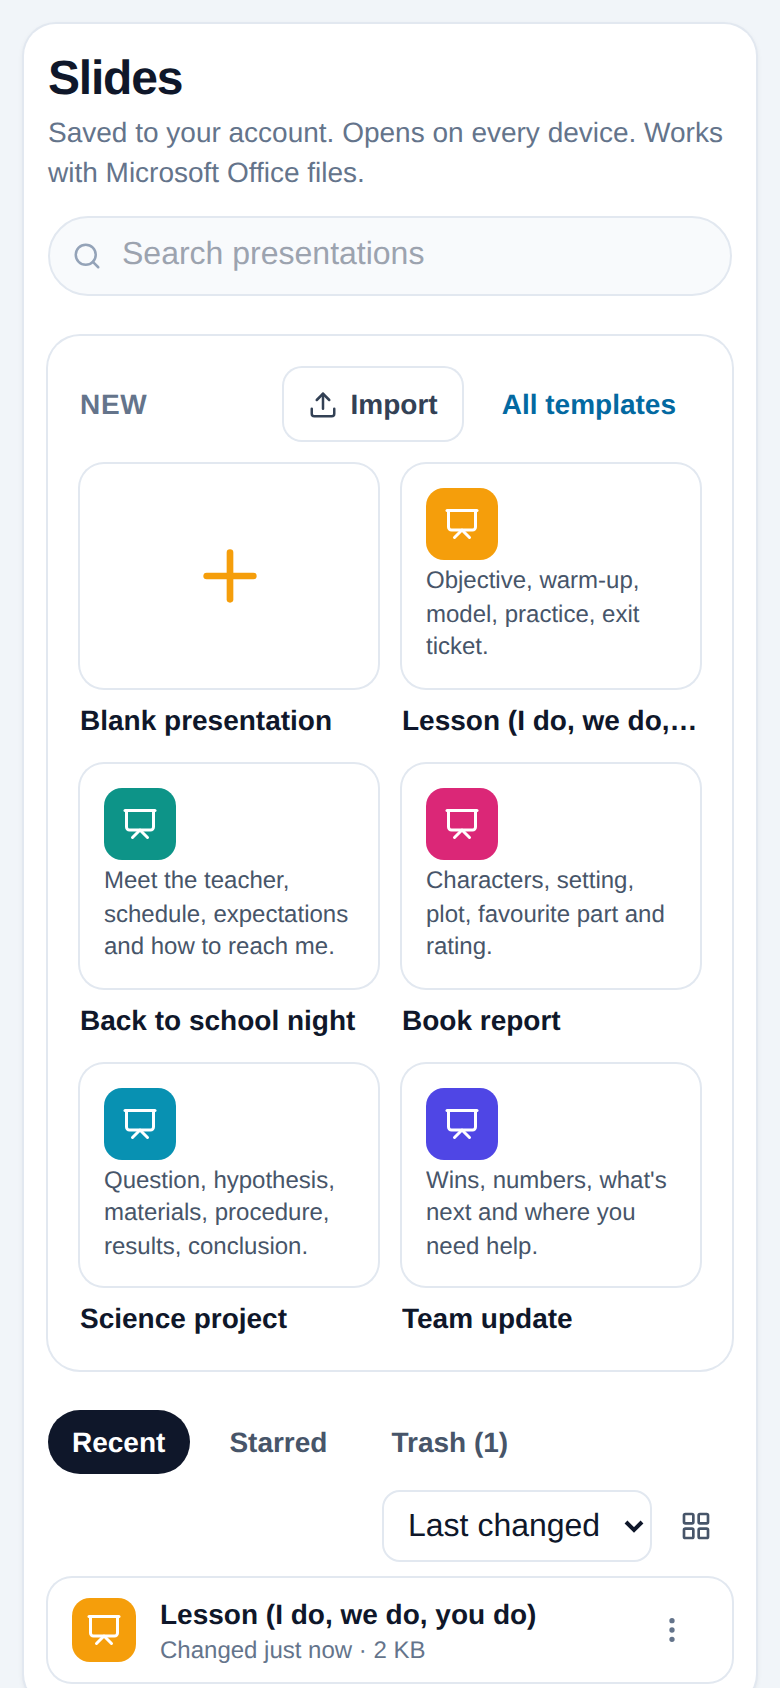 Slides
Saved to your account. Opens on every device. Works
with Microsoft Office files.
Search presentations
NEW
Import
All templates
Blank presentation
Objective, warm-up,
model, practice, exit
ticket.
Lesson (I do, we do,…
Meet the teacher,
schedule, expectations
and how to reach me.
Back to school night
Characters, setting,
plot, favourite part and
rating.
Book report
Question, hypothesis,
materials, procedure,
results, conclusion.
Science project
Wins, numbers, what's
next and where you
need help.
Team update
Recent
Starred
Trash (1)
Last changed
Lesson (I do, we do, you do)
Changed just now · 2 KB